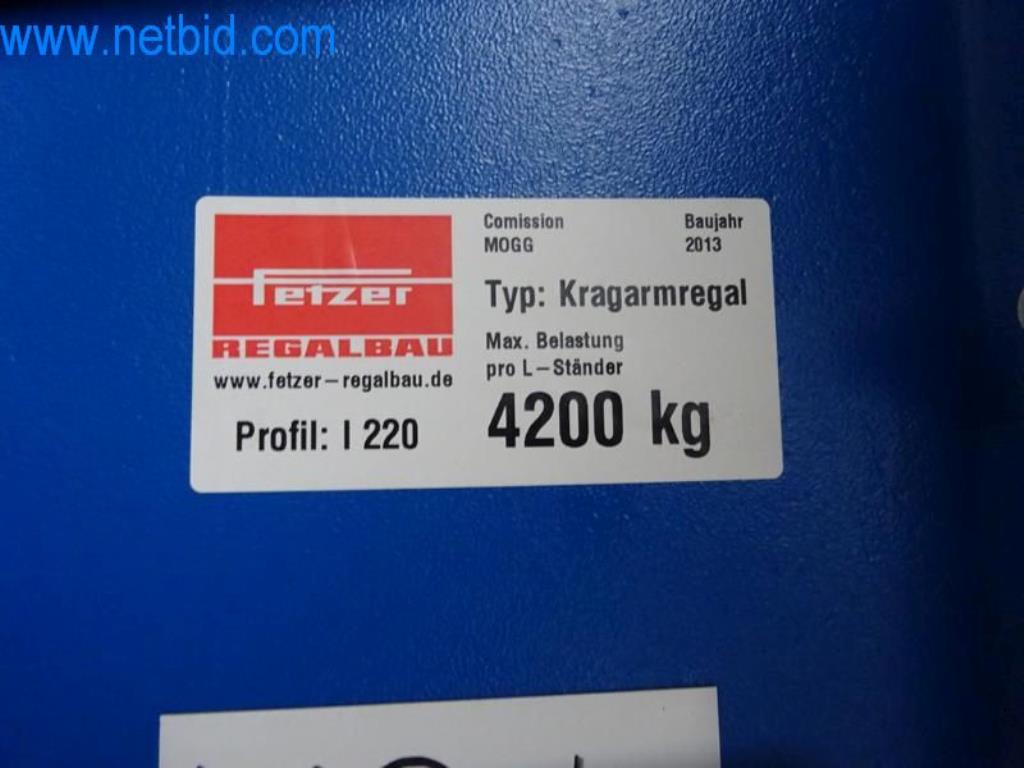 www.netbid.com
Fetzer
REGALBAU
www.fetzer-regalbau.de
Profil: I 220
Comission
MOGG
Baujahr
2013
Typ: Kragarmregal
Max. Belastung
pro L-Ständer
4200 kg